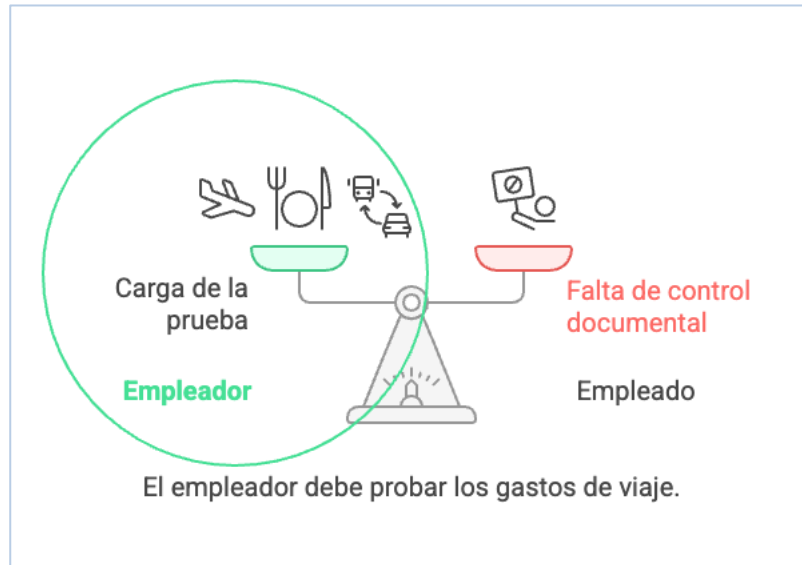 Carga de la
prueba
Empleador
Falta de control
documental
Empleado
El empleador debe probar los gastos de viaje.